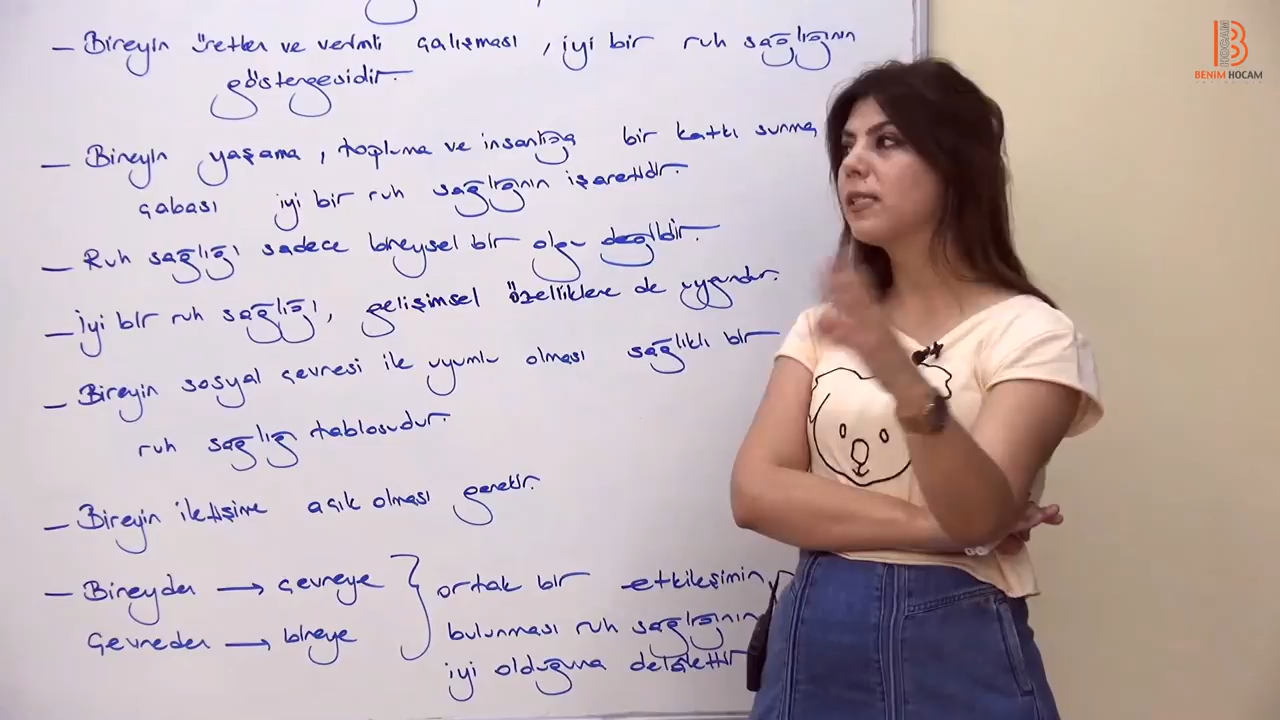 – Bireyin üretken ve verimli çalışması, iyi bir ruh sağlığının
göstergesidir.
– Bireyin yaşama, topluma ve insanlığa bir katkı sunma
çabası iyi bir ruh sağlığının işaretidir.
– Ruh sağlığı sadece bireysel bir olgu değildir.
– İyi bir ruh sağlığı, gelişimsel özelliklere de uygundur.
– Bireyin sosyal çevresi ile uyumlu olması sağlıklı bir
ruh sağlığı tablosudur.
– Bireyin iletişime açık olması gerekir.
– Bireyden → çevreye } ortak bir etkileşimin
Çevreden → bireye bulunması ruh sağlığının
iyi olduğuna delalettir
BENİM HOCAM